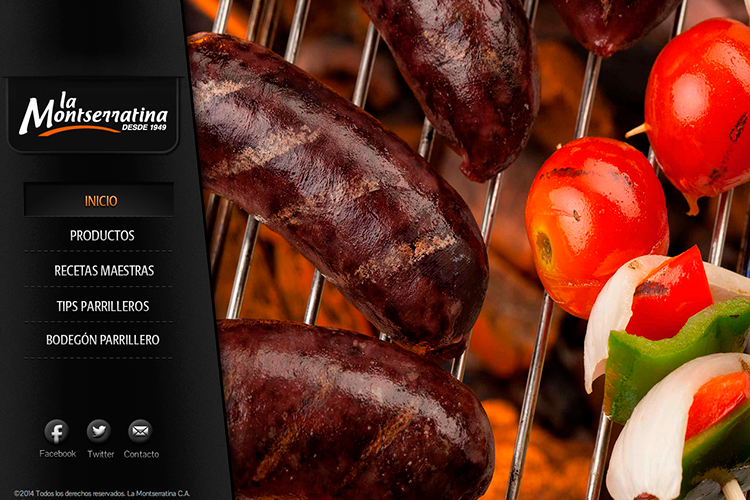 la
Montserratina
DESDE 1949
INICIO
PRODUCTOS
RECETAS MAESTRAS
TIPS PARRILLEROS
BODEGÓN PARRILLERO
Facebook Twitter Contacto
©2014 Todos los derechos reservados. La Montserratina C.A.